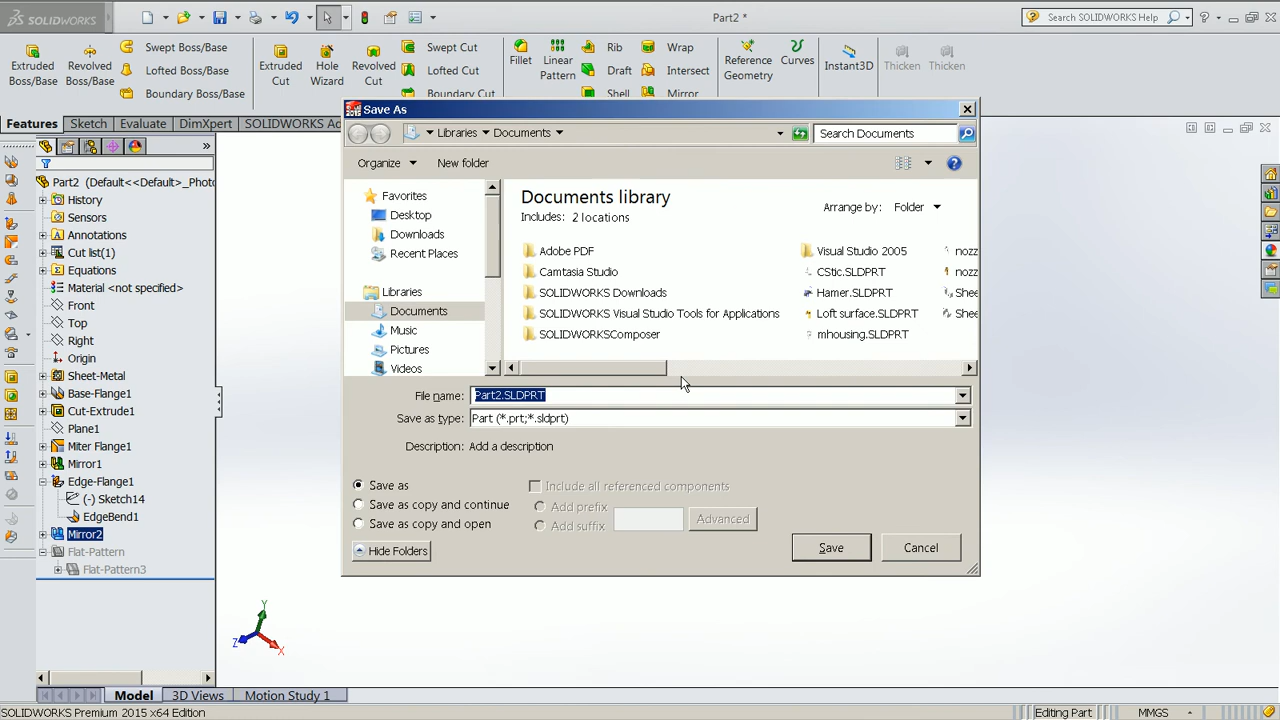 SOLIDWORKS
Part2 *
Search SOLIDWORKS Help
Extruded Boss/Base
Revolved Boss/Base
Swept Boss/Base
Lofted Boss/Base
Boundary Boss/Base
Extruded Cut
Hole Wizard
Revolved Cut
Swept Cut
Lofted Cut
Boundary Cut
Fillet
Linear Pattern
Rib
Draft
Shell
Wrap
Intersect
Mirror
Reference Geometry
Curves
Instant3D
Thicken
Thicken
Features
Sketch
Evaluate
DimXpert
SOLIDWORKS Ad
Part2 (Default<<Default>_Phot
History
Sensors
Annotations
Cut list(1)
Equations
Material <not specified>
Front
Top
Right
Origin
Sheet-Metal
Base-Flange1
Cut-Extrude1
Plane1
Miter Flange1
Mirror1
Edge-Flange1
(-) Sketch14
EdgeBend1
Mirror2
Flat-Pattern
Flat-Pattern3
Save As
Libraries
Documents
Search Documents
Organize
New folder
Favorites
Desktop
Downloads
Recent Places
Libraries
Documents
Music
Pictures
Videos
Documents library
Includes: 2 locations
Arrange by: Folder
Adobe PDF
Camtasia Studio
SOLIDWORKS Downloads
SOLIDWORKS Visual Studio Tools for Applications
SOLIDWORKSComposer
Visual Studio 2005
CStic.SLDPRT
Hamer.SLDPRT
Loft surface.SLDPRT
mhousing.SLDPRT
nozz
nozz
Shee
Shee
File name: Part2.SLDPRT
Save as type: Part (*.prt;*.sldprt)
Description: Add a description
Save as
Save as copy and continue
Save as copy and open
Include all referenced components
Add prefix
Add suffix
Advanced
Hide Folders
Save
Cancel
Y
Z
X
Model
3D Views
Motion Study 1
SOLIDWORKS Premium 2015 x64 Edition
Editing Part
MMGS